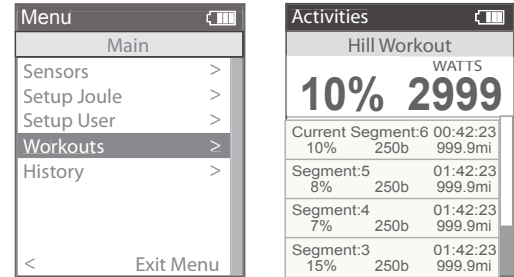 Menu
Main
Sensors >
Setup Joule >
Setup User >
Workouts ≥
History >
< Exit Menu
Activities
Hill Workout
WATTS
10% 2999
Current Segment:6 00:42:23
10% 250b 999.9mi
Segment:5 01:42:23
8% 250b 999.9mi
Segment:4 01:42:23
7% 250b 999.9mi
Segment:3 01:42:23
15% 250b 999.9mi